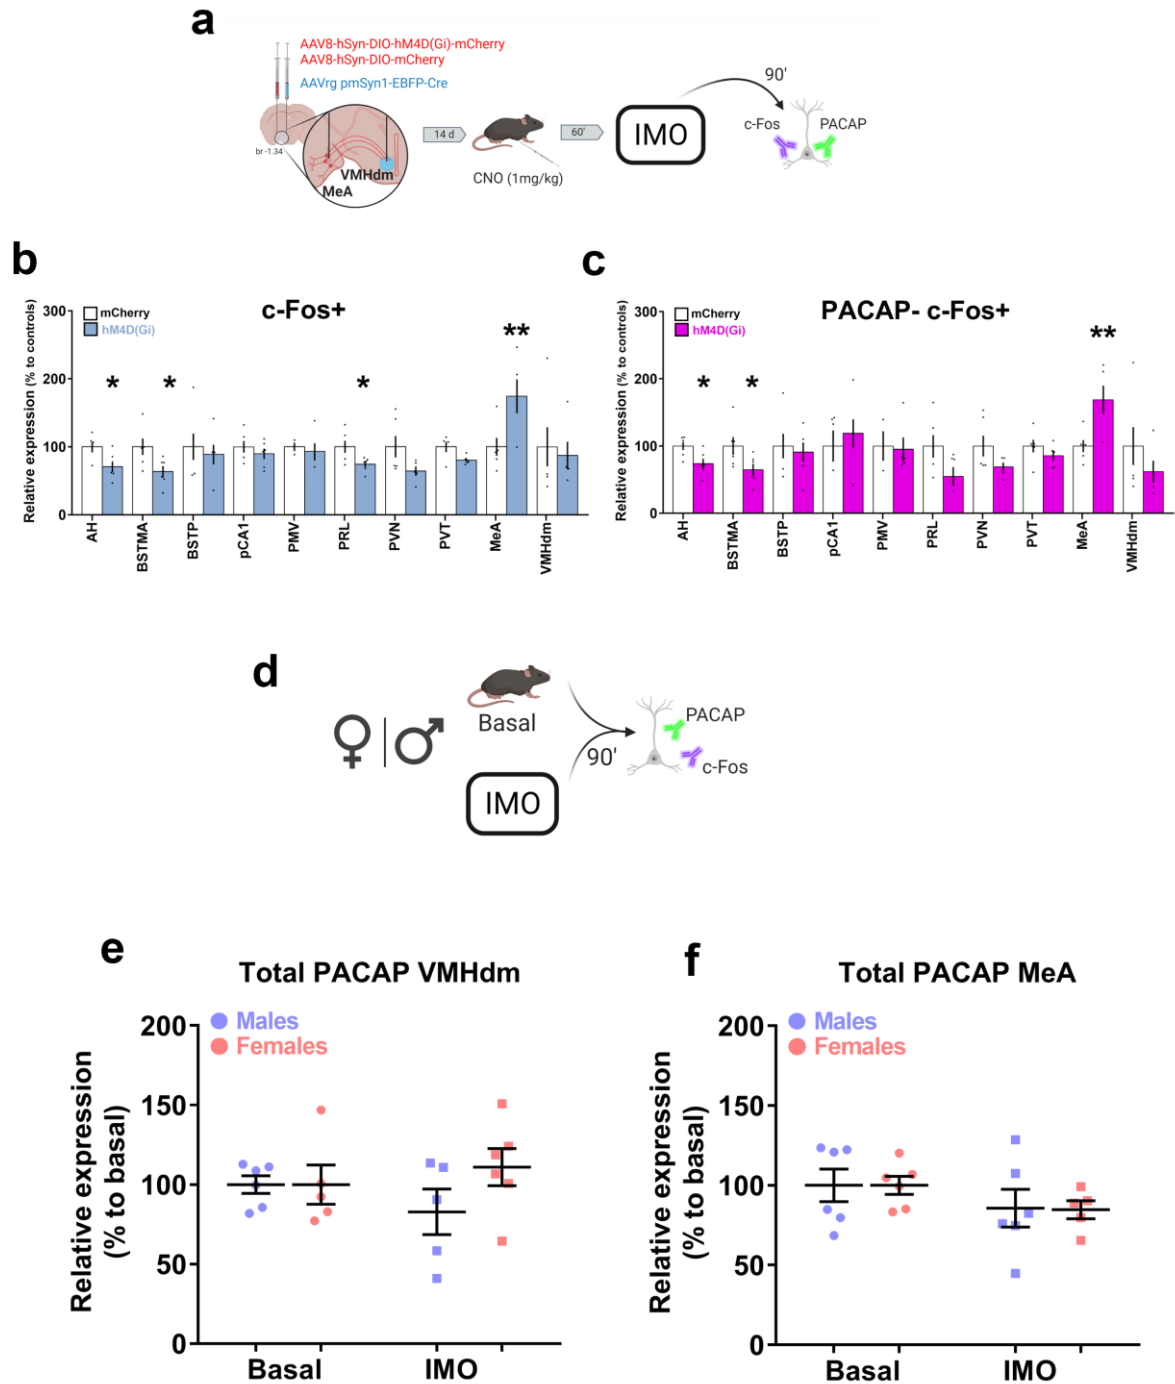 a
AAV8-hSyn-DIO-hM4D(Gi)-mCherry
AAV8-hSyn-DIO-mCherry
AAVrg pmSyn1-EBFP-Cre
br -1.34
VMHdm
MeA
14 d
CNO (1mg/kg)
60'
IMO
90'
c-Fos
PACAP
b
c-Fos+
mCherry
hM4D(Gi)
Relative expression (% to controls)
300
200
100
0
*
*
*
**
AH
BSTMA
BSTP
pCA1
PMV
PRL
PVN
PVT
MeA
VMHdm
c
PACAP- c-Fos+
mCherry
hM4D(Gi)
Relative expression (% to controls)
300
200
100
0
*
*
**
AH
BSTMA
BSTP
pCA1
PMV
PRL
PVN
PVT
MeA
VMHdm
d
♀|♂
Basal
IMO
90'
PACAP
c-Fos
e
Total PACAP VMHdm
Males
Females
Relative expression
(% to basal)
200
150
100
50
0
Basal
IMO
f
Total PACAP MeA
Males
Females
Relative expression
(% to basal)
200
150
100
50
0
Basal
IMO